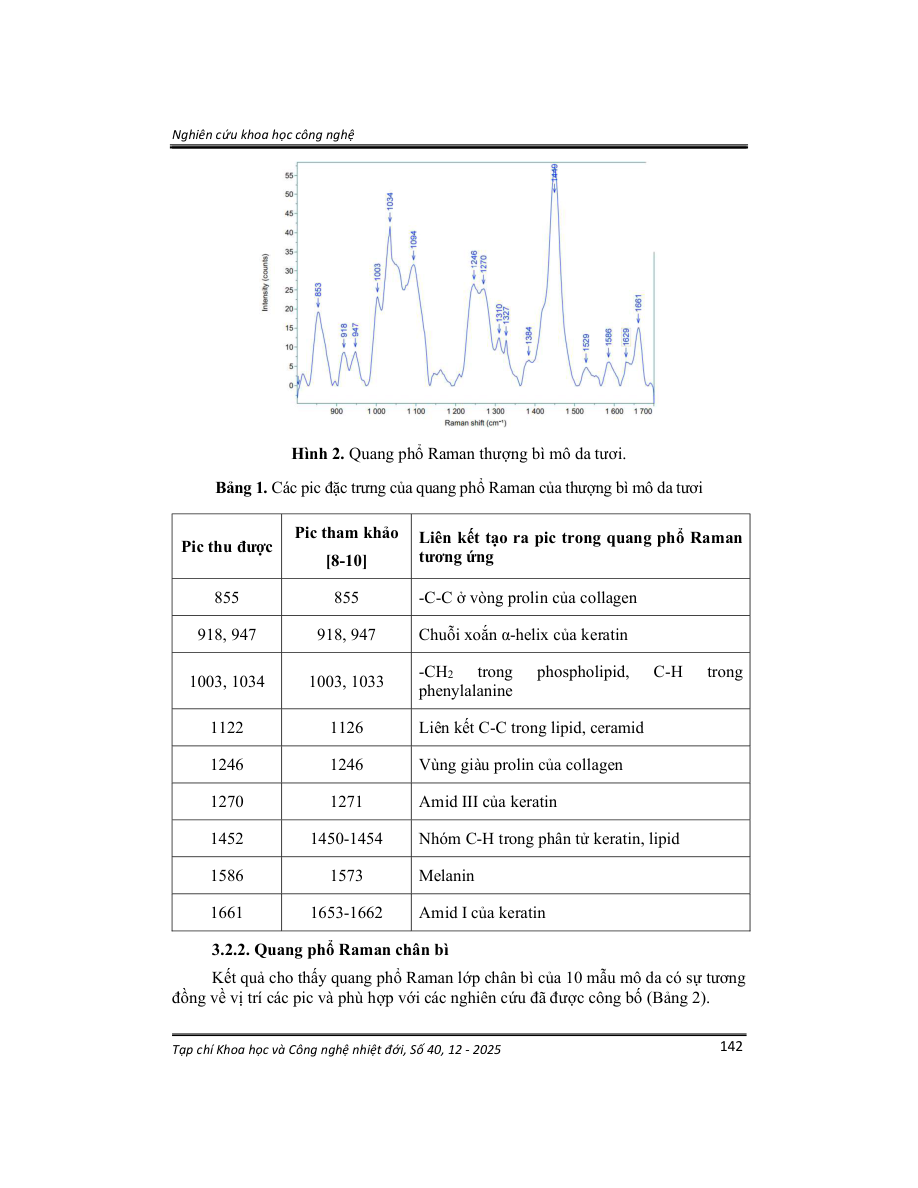 Nghiên cứu khoa học công nghệ
55
50
45
40
35
30
25
20
15
10
5
0
Intensity (counts)
853
918
947
1003
1034
1094
1246
1270
1310
1327
1384
1449
1529
1586
1629
1661
900
1 000
1 100
1 200
1 300
1 400
1 500
1 600
1 700
Raman shift (cm⁻¹)
Hình 2. Quang phổ Raman thượng bì mô da tươi.
Bảng 1. Các pic đặc trưng của quang phổ Raman của thượng bì mô da tươi
Pic thu được
Pic tham khảo
[8-10]
Liên kết tạo ra pic trong quang phổ Raman
tương ứng
855 855 -C-C ở vòng prolin của collagen
918, 947 918, 947 Chuỗi xoắn α-helix của keratin
1003, 1034 1003, 1033 -CH₂ trong phospholipid, C-H trong
phenylalanine
1122 1126 Liên kết C-C trong lipid, ceramid
1246 1246 Vùng giàu prolin của collagen
1270 1271 Amid III của keratin
1452 1450-1454 Nhóm C-H trong phân tử keratin, lipid
1586 1573 Melanin
1661 1653-1662 Amid I của keratin
3.2.2. Quang phổ Raman chân bì
Kết quả cho thấy quang phổ Raman lớp chân bì của 10 mẫu mô da có sự tương
đồng về vị trí các pic và phù hợp với các nghiên cứu đã được công bố (Bảng 2).
Tạp chí Khoa học và Công nghệ nhiệt đới, Số 40, 12 - 2025 142